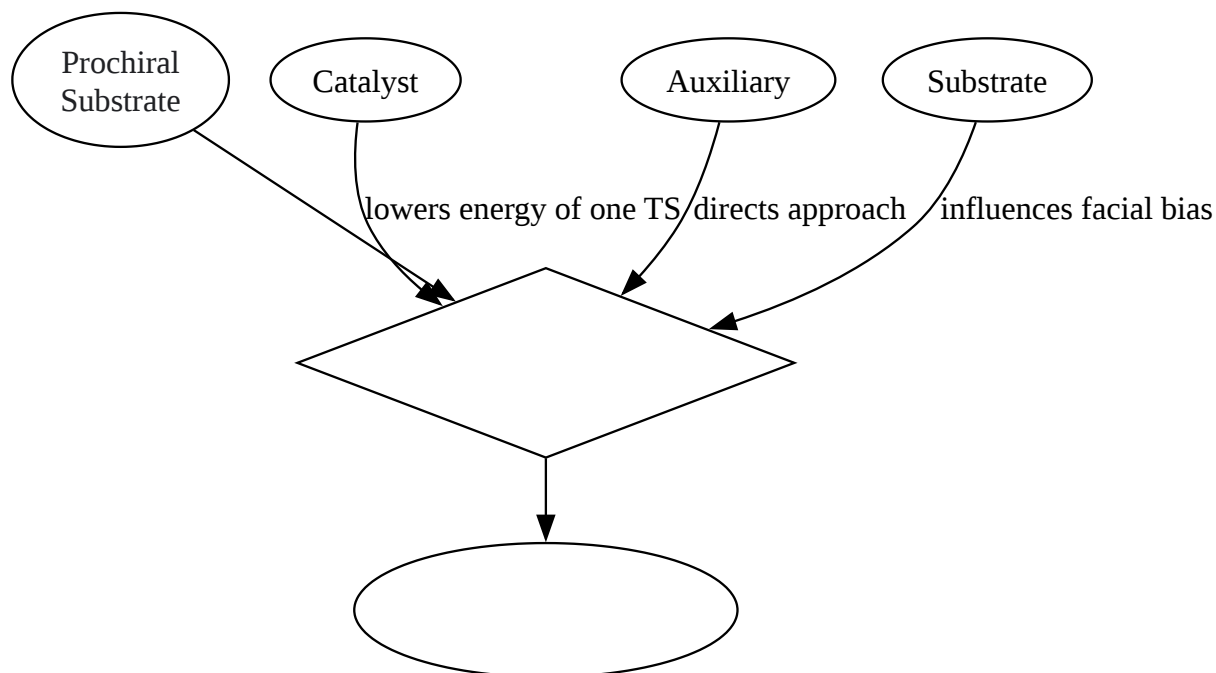 Prochiral
Substrate
Catalyst
Auxiliary
Substrate
lowers energy of one TS
directs approach
influences facial bias